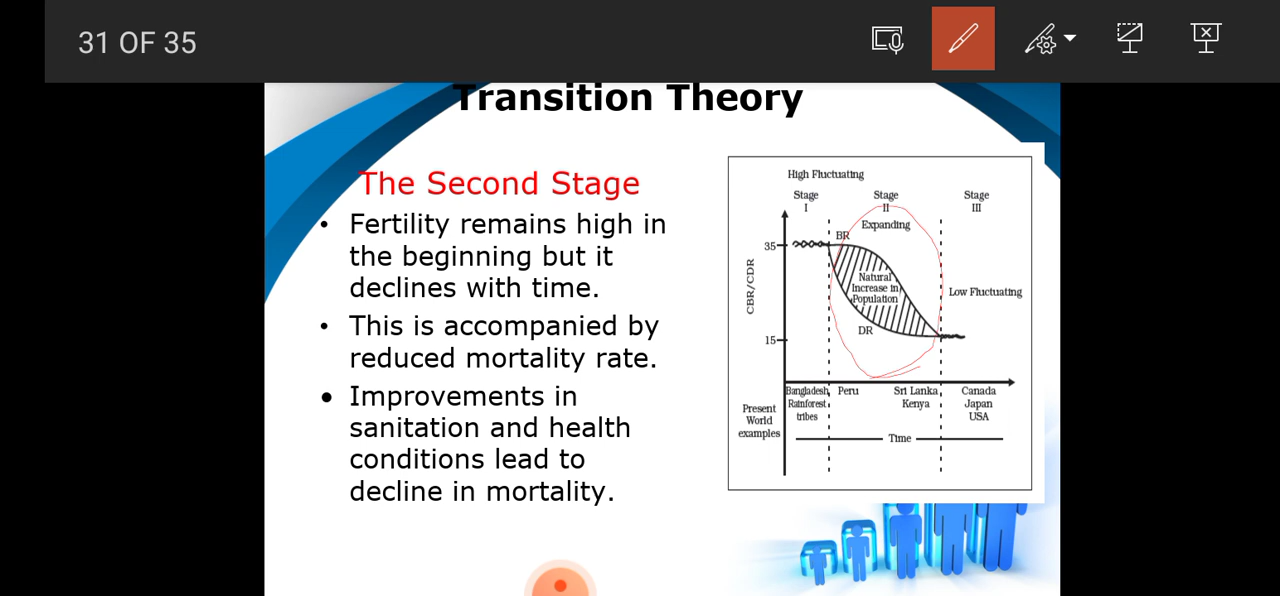 31 OF 35
Transition Theory
The Second Stage
• Fertility remains high in
the beginning but it
declines with time.
• This is accompanied by
reduced mortality rate.
• Improvements in
sanitation and health
conditions lead to
decline in mortality.
High Fluctuating
Stage
I
Stage
II
Stage
III
Expanding
BR
35
CBR/CDR
Natural
Increase in
Population
Low Fluctuating
DR
15
Bangladesh
Rainforest
tribes
Peru
Sri Lanka
Kenya
Canada
Japan
USA
Present
World
examples
Time